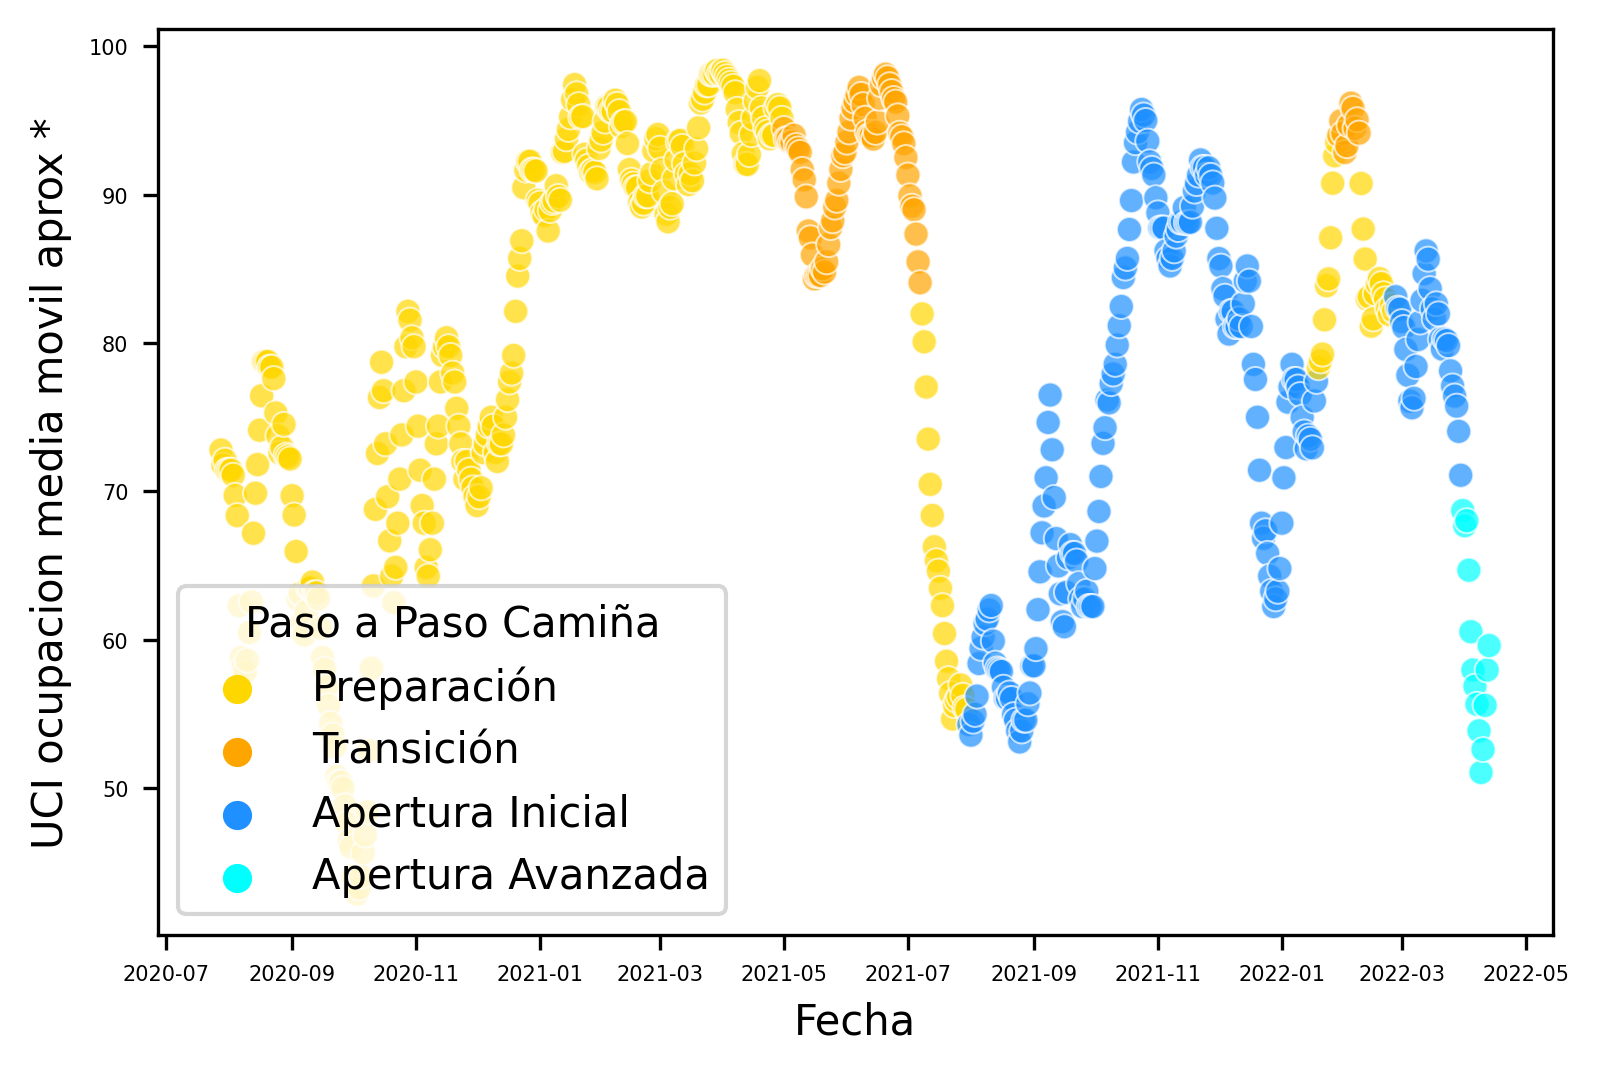 UCI ocupacion media movil aprox *
100
90
80
70
60
50
Paso a Paso Camiña
Preparación
Transición
Apertura Inicial
Apertura Avanzada
2020-07 2020-09 2020-11 2021-01 2021-03 2021-05 2021-07 2021-09 2021-11 2022-01 2022-03 2022-05
Fecha